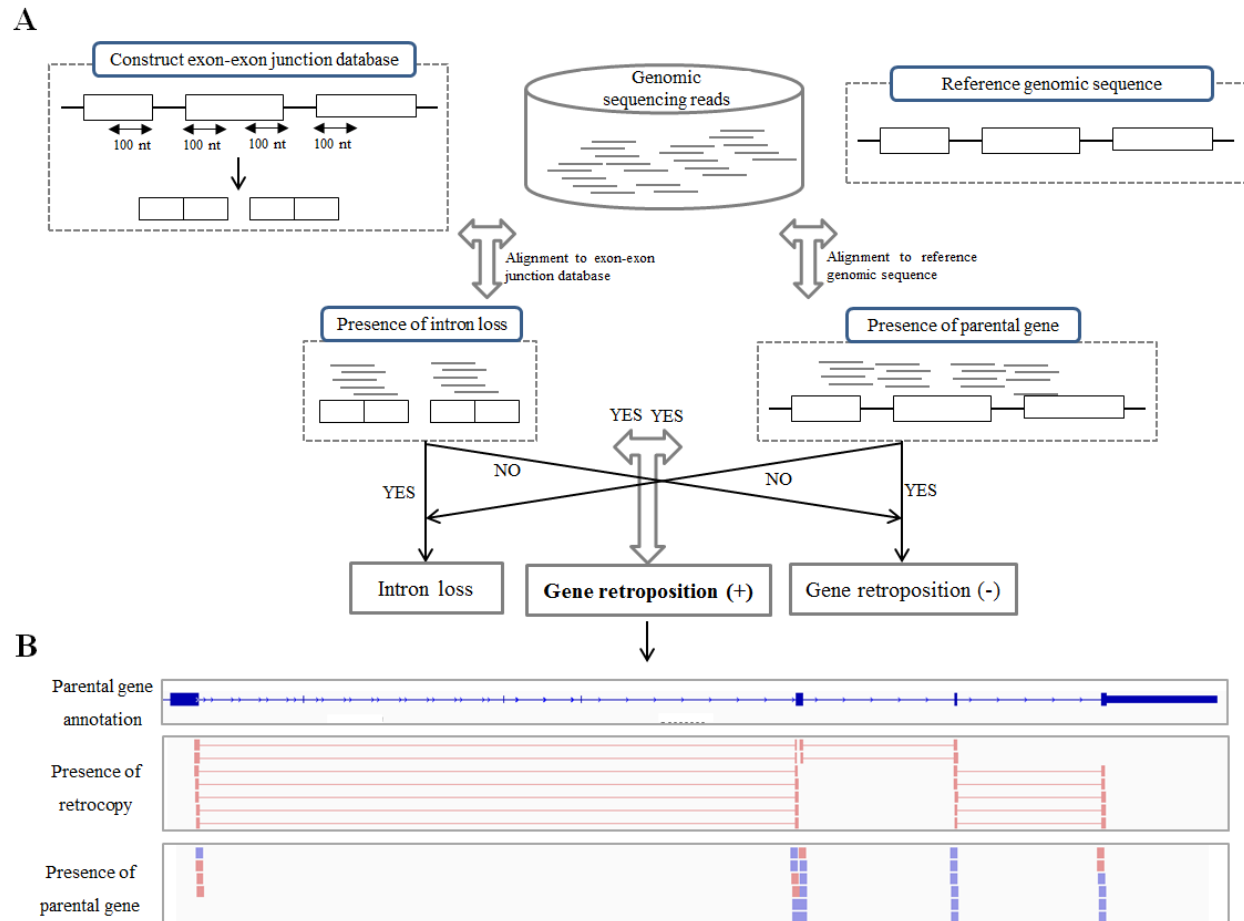 A
Construct exon-exon junction database
100 nt
100 nt
100 nt
100 nt
Genomic
sequencing reads
Reference genomic sequence
Alignment to exon-exon
junction database
Alignment to reference
genomic sequence
Presence of intron loss
Presence of parental gene
YES YES
NO
NO
YES
YES
Intron loss
Gene retroposition (+)
Gene retroposition (-)
B
Parental gene
annotation
Presence of
retrocopy
Presence of
parental gene